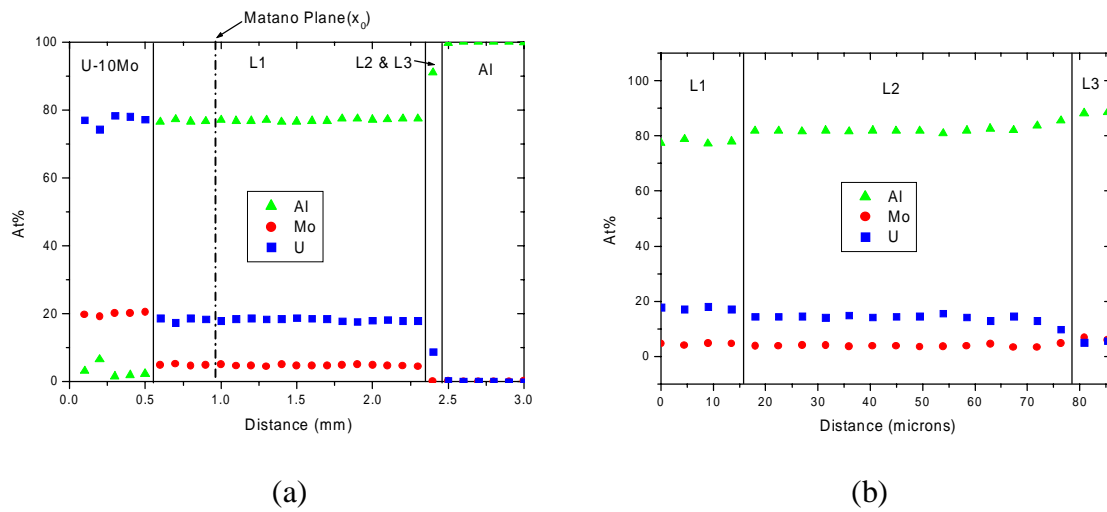 Matano Plane(x₀)
100
80
60
40
20
0
At%
U-10Mo
L1
L2 & L3
Al
Al
Mo
U
0.0 0.5 1.0 1.5 2.0 2.5 3.0
Distance (mm)
(a)
100
80
60
40
20
0
At%
L1
L2
L3
Al
Mo
U
0 10 20 30 40 50 60 70 80
Distance (microns)
(b)